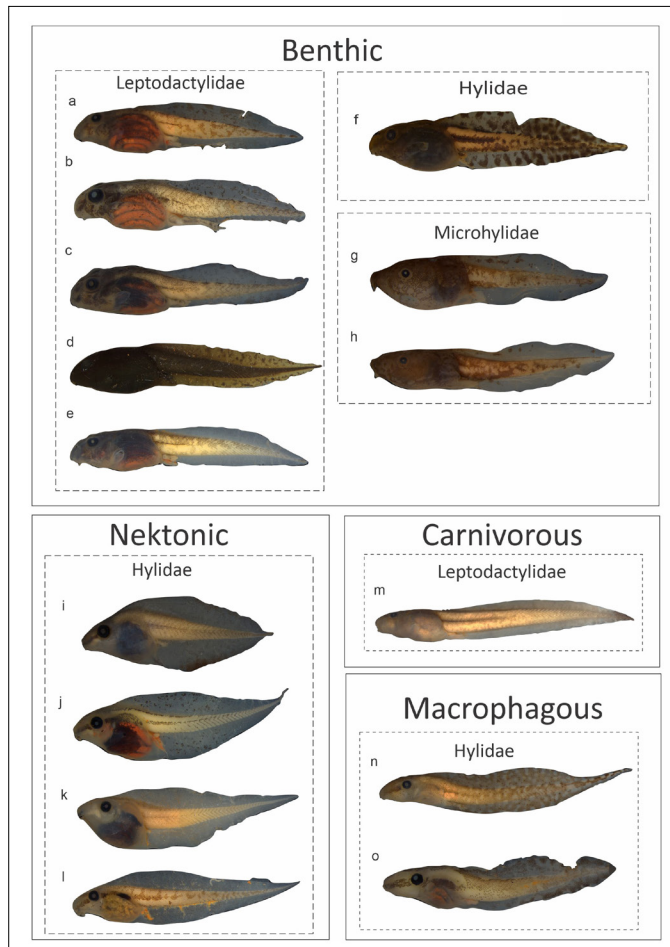 Benthic
Leptodactylidae
a
b
c
d
e
Hylidae
f
Microhylidae
g
h
Nektonic
Hylidae
i
j
k
l
Carnivorous
Leptodactylidae
m
Macrophagous
Hylidae
n
o